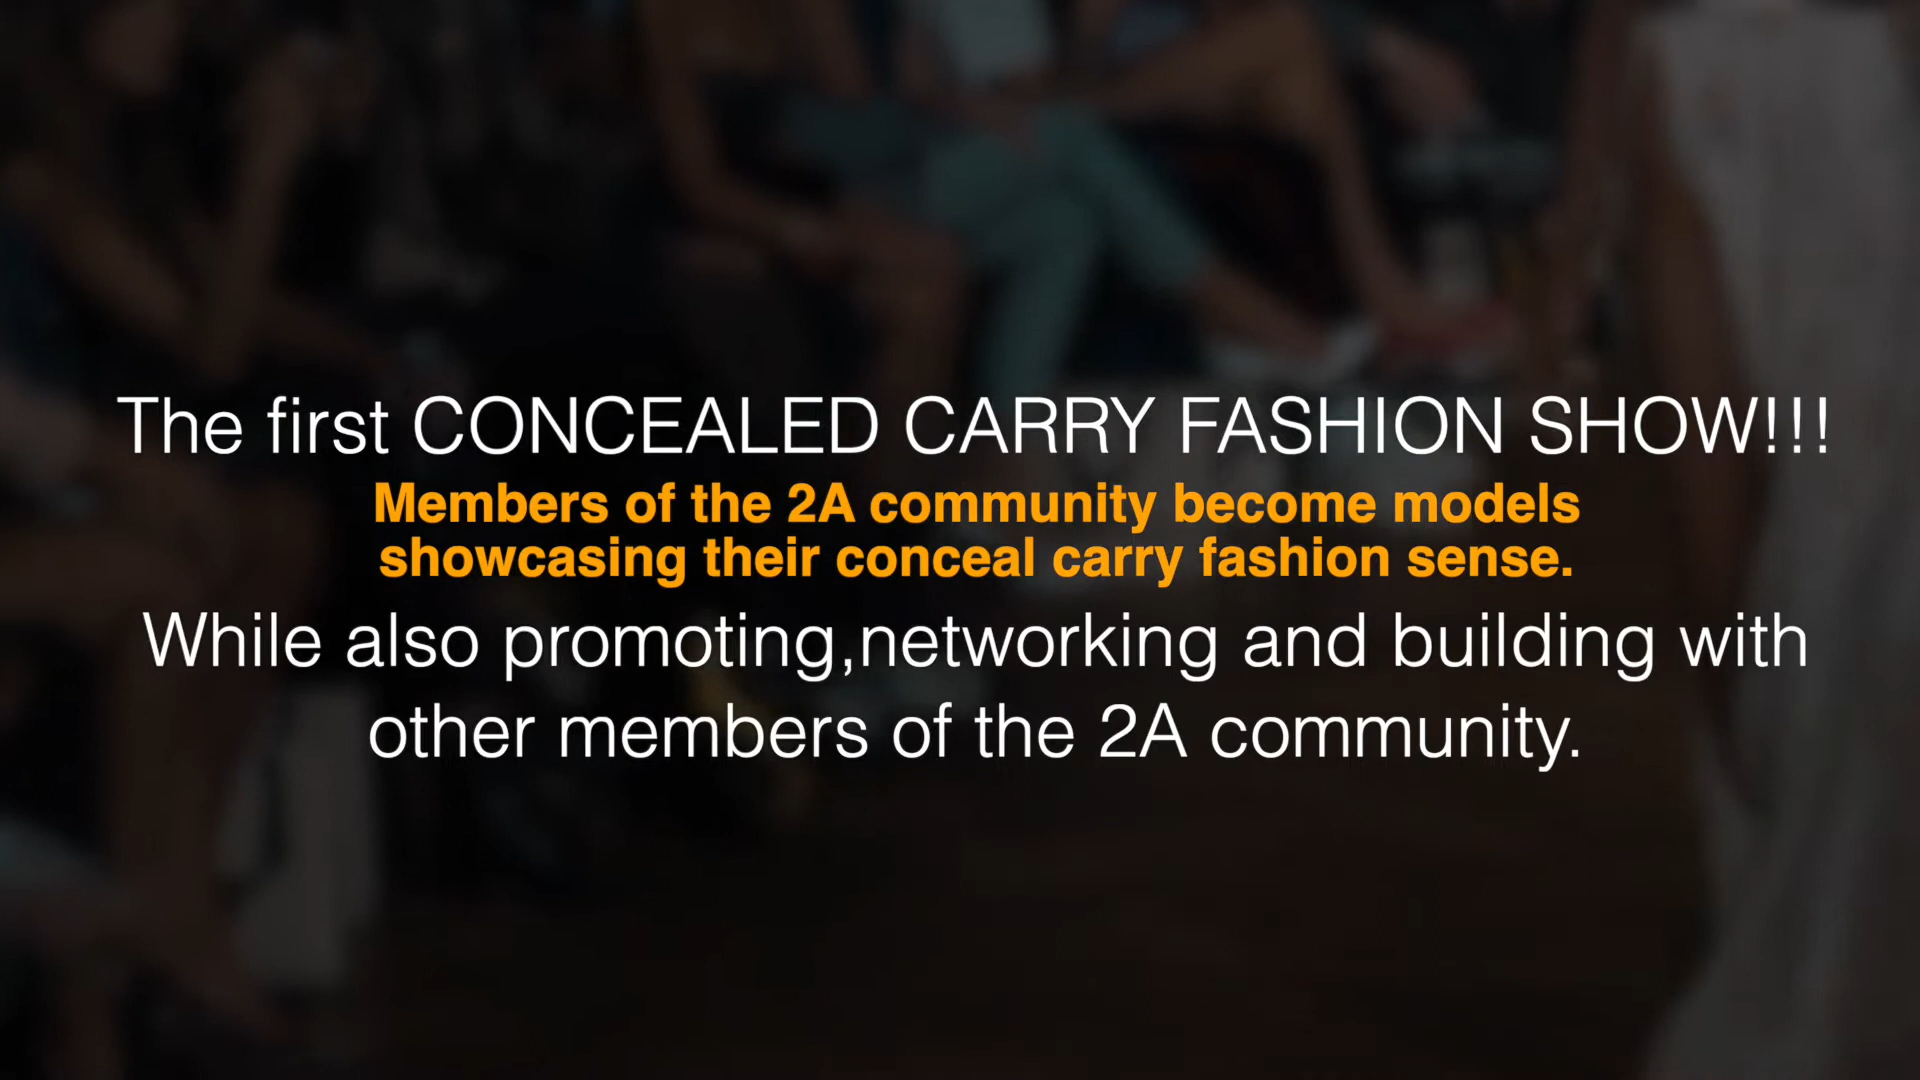 The first CONCEALED CARRY FASHION SHOW!!!
Members of the 2A community become models
showcasing their conceal carry fashion sense.
While also promoting,networking and building with
other members of the 2A community.